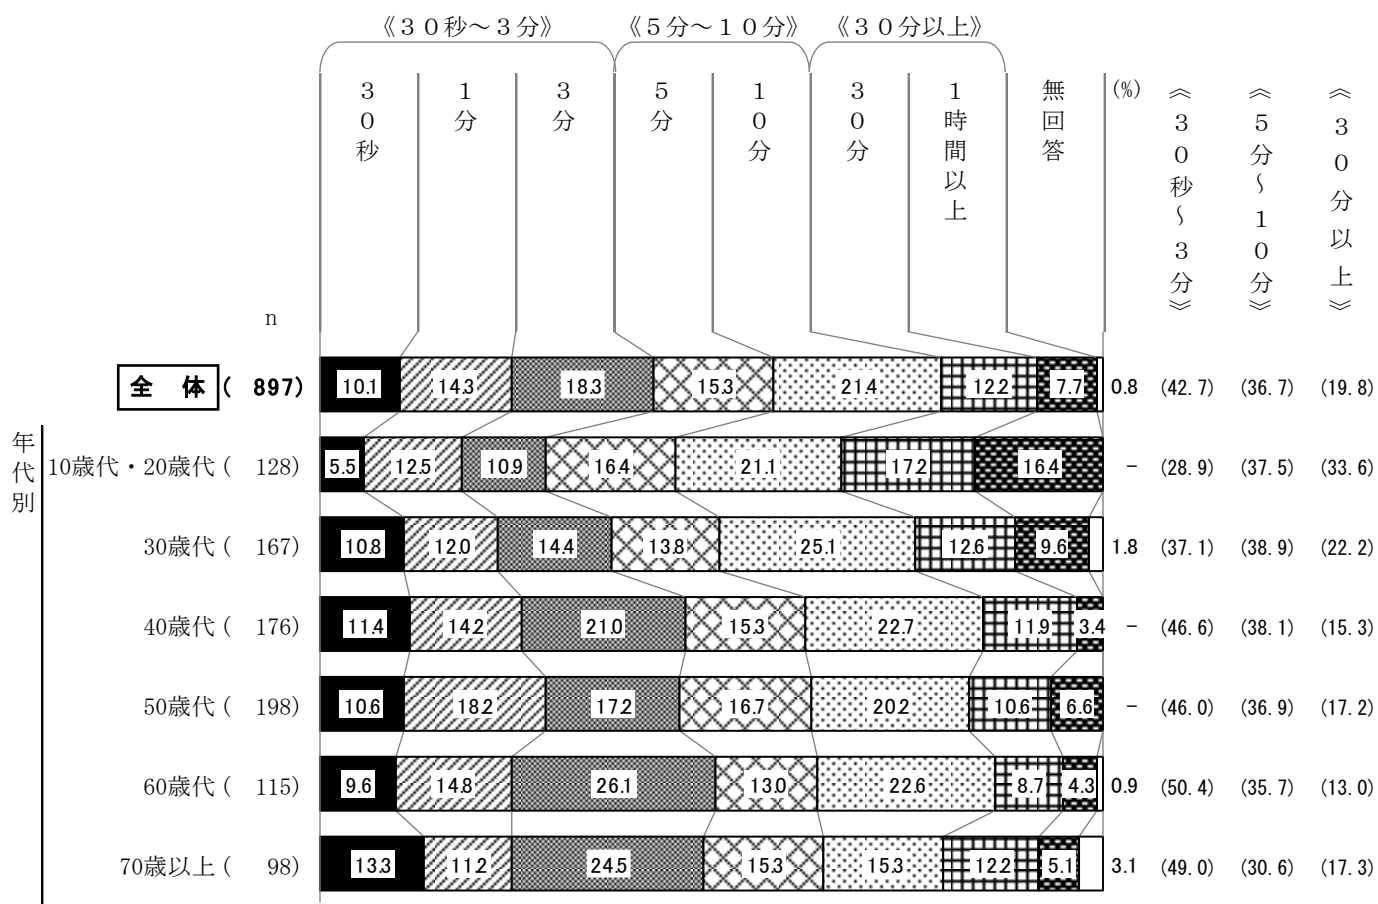 《３０秒～３分》 《５分～１０分》 《３０分以上》
３０秒 １分 ３分 ５分 １０分 ３０分 １時間以上 無回答 (%) 《３０秒～３分》 《５分～１０分》 《３０分以上》
n
全 体 ( 897) 10.1 14.3 18.3 15.3 21.4 12.2 7.7 0.8 (42.7) (36.7) (19.8)
年代別
10歳代・20歳代 ( 128) 5.5 12.5 10.9 16.4 21.1 17.2 16.4 - (28.9) (37.5) (33.6)
30歳代 ( 167) 10.8 12.0 14.4 13.8 25.1 12.6 9.6 1.8 (37.1) (38.9) (22.2)
40歳代 ( 176) 11.4 14.2 21.0 15.3 22.7 11.9 3.4 - (46.6) (38.1) (15.3)
50歳代 ( 198) 10.6 18.2 17.2 16.7 20.2 10.6 6.6 - (46.0) (36.9) (17.2)
60歳代 ( 115) 9.6 14.8 26.1 13.0 22.6 8.7 4.3 0.9 (50.4) (35.7) (13.0)
70歳以上 ( 98) 13.3 11.2 24.5 15.3 15.3 12.2 5.1 3.1 (49.0) (30.6) (17.3)